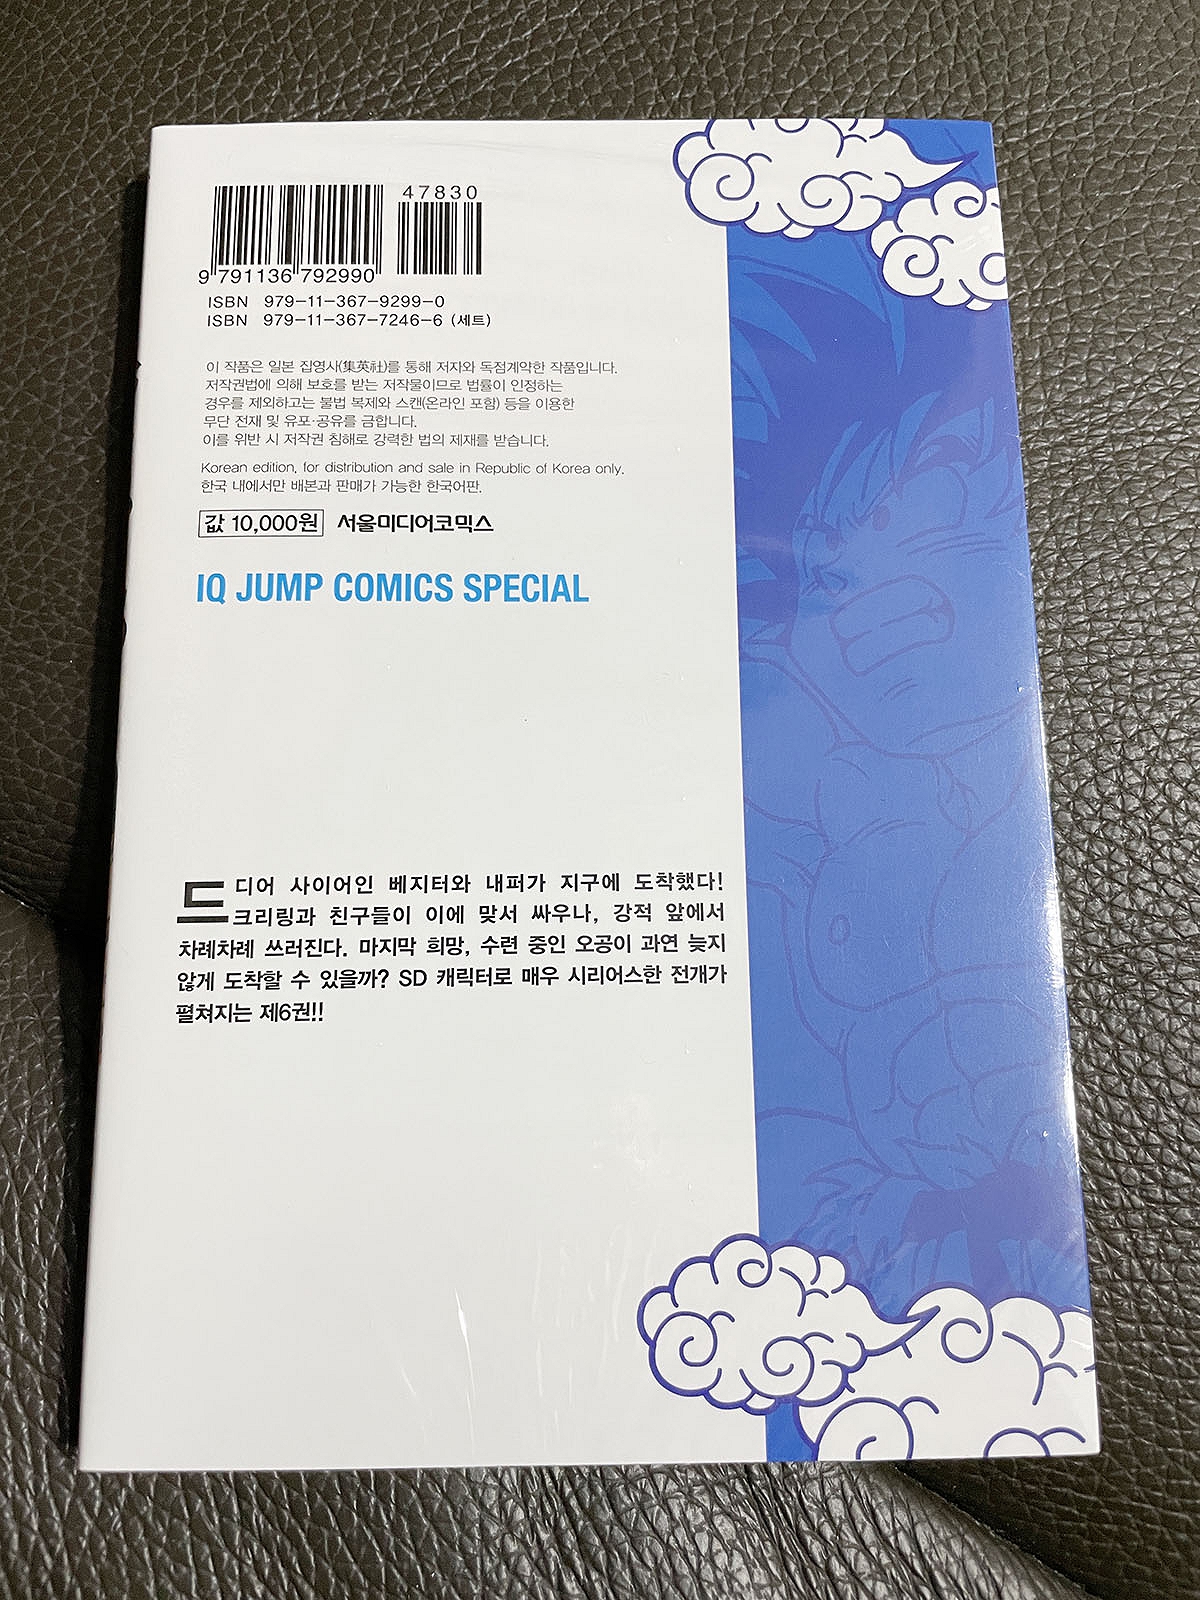 47830
9 791136 792990
ISBN 979-11-367-9299-0
ISBN 979-11-367-7246-6 (세트)
이 작품은 일본 집영사(集英社)를 통해 저자와 독점계약한 작품입니다.
저작권법에 의해 보호를 받는 저작물이므로 법률이 인정하는
경우를 제외하고는 불법 복제와 스캔(온라인 포함) 등을 이용한
무단 전재 및 유포·공유를 금합니다.
이를 위반 시 저작권 침해로 강력한 법의 제재를 받습니다.
Korean edition, for distribution and sale in Republic of Korea only.
한국 내에서만 배본과 판매가 가능한 한국어판.
값 10,000원 서울미디어코믹스
IQ JUMP COMICS SPECIAL
드디어 사이어인 베지터와 내퍼가 지구에 도착했다!
크리링과 친구들이 이에 맞서 싸우나, 강적 앞에서
차례차례 쓰러진다. 마지막 희망, 수련 중인 오공이 과연 늦지
않게 도착할 수 있을까? SD 캐릭터로 매우 시리어스한 전개가
펼쳐지는 제6권!!